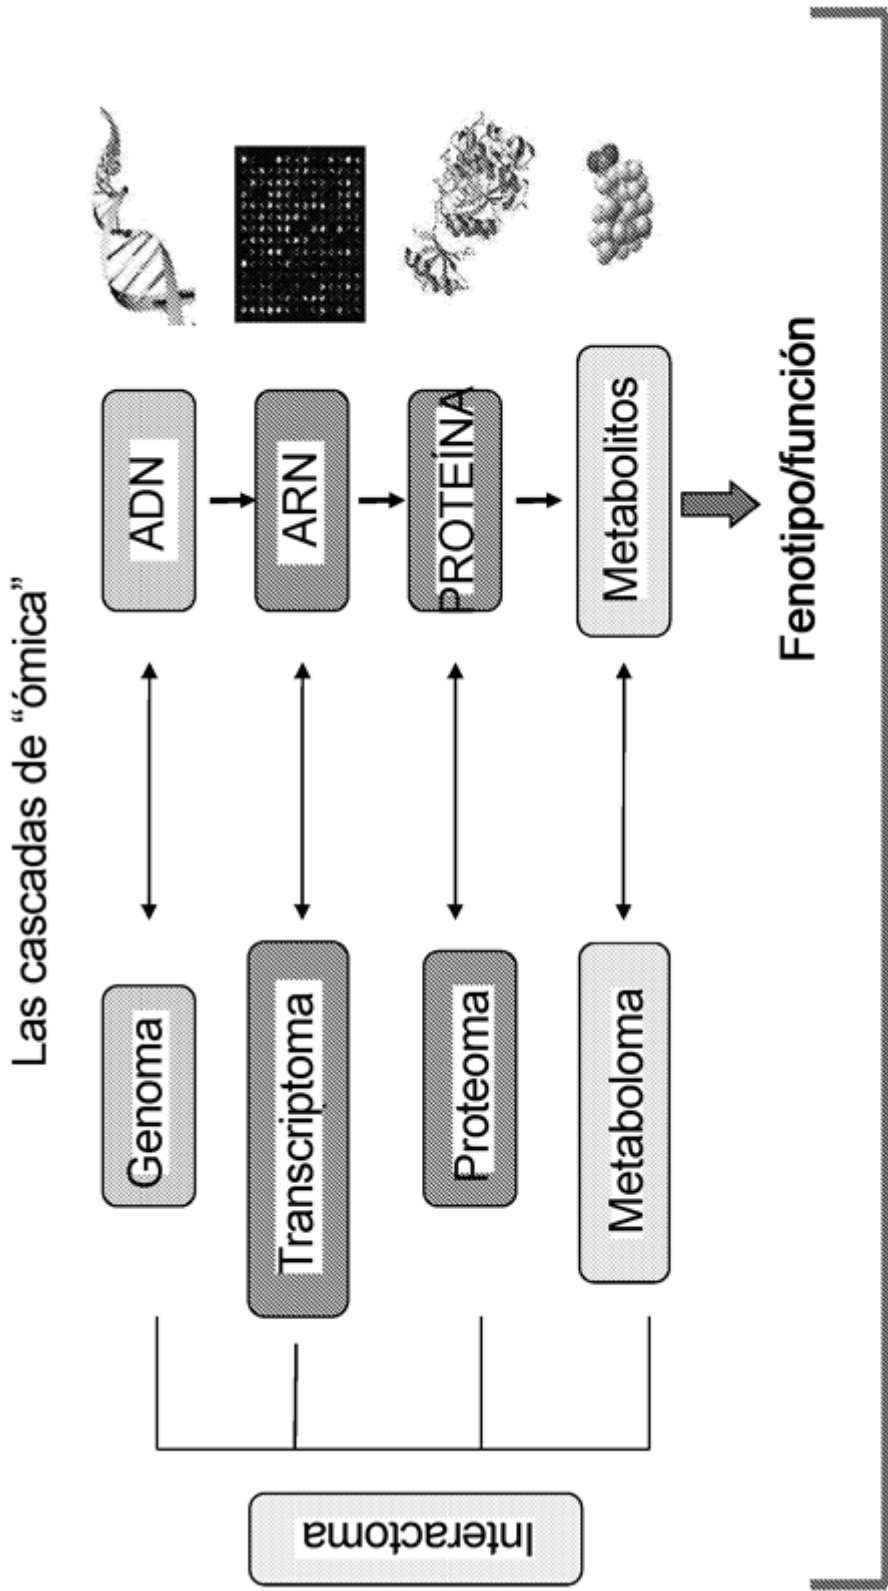 Las cascadas de “ómica”
Interactoma
Genoma
ADN
Transcriptoma
ARN
Proteoma
PROTEÍNA
Metaboloma
Metabolitos
Fenotipo/función